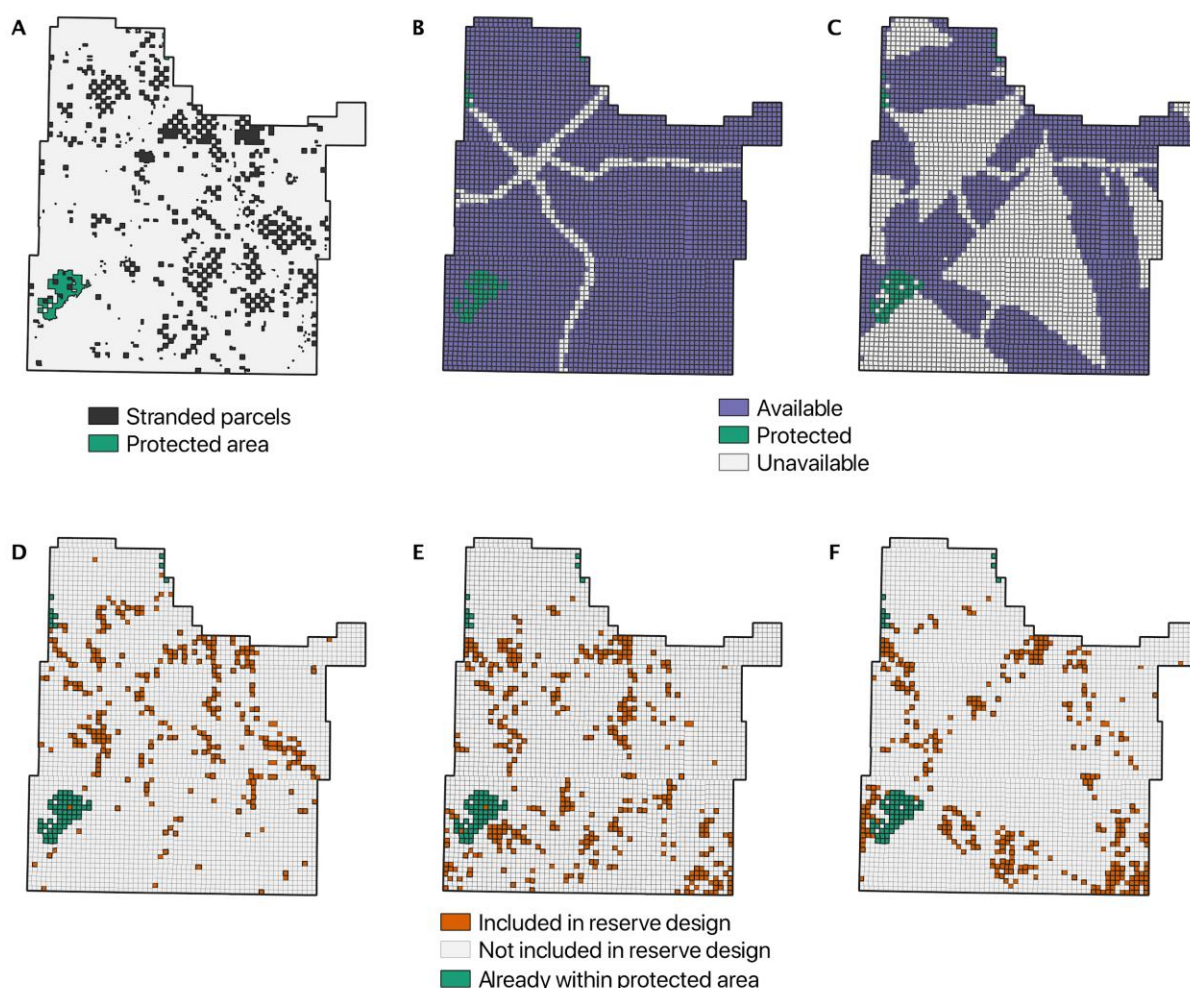 A
B
C
Stranded parcels
Protected area
Available
Protected
Unavailable
D
E
F
Included in reserve design
Not included in reserve design
Already within protected area